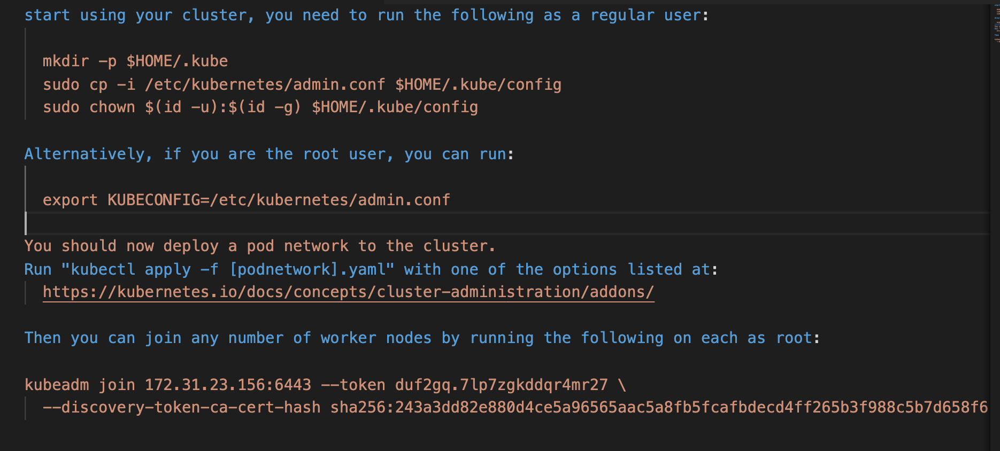 start using your cluster, you need to run the following as a regular user:
mkdir -p $HOME/.kube
sudo cp -i /etc/kubernetes/admin.conf $HOME/.kube/config
sudo chown $(id -u):$(id -g) $HOME/.kube/config
Alternatively, if you are the root user, you can run:
export KUBECONFIG=/etc/kubernetes/admin.conf
You should now deploy a pod network to the cluster.
Run "kubectl apply -f [podnetwork].yaml" with one of the options listed at:
https://kubernetes.io/docs/concepts/cluster-administration/addons/
Then you can join any number of worker nodes by running the following on each as root:
kubeadm join 172.31.23.156:6443 --token duf2gq.7lp7zgkddqr4mr27 \
--discovery-token-ca-cert-hash sha256:243a3dd82e880d4ce5a96565aac5a8fb5fcafbdecd4ff265b3f988c5b7d658f6